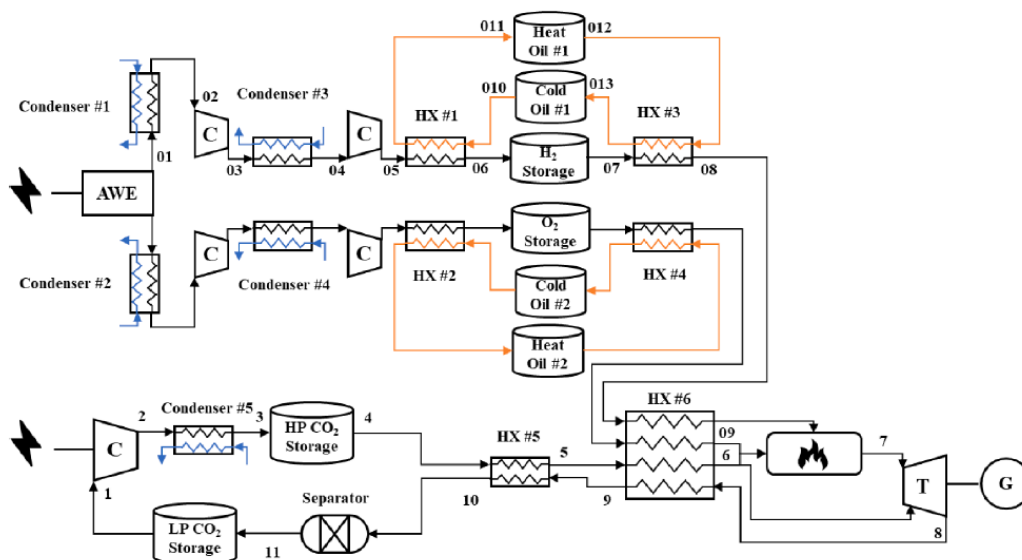 011
Heat
Oil #1
012
Condenser #1
02
Condenser #3
010
Cold
Oil #1
013
HX #1
HX #3
C
C
01
03
04
05
06
H2
Storage
07
08
AWE
O2
Storage
C
C
Condenser #2
Condenser #4
HX #2
Cold
Oil #2
HX #4
Heat
Oil #2
HX #6
2
Condenser #5
3
HP CO2
Storage
4
HX #5
09
7
C
5
6
T
G
1
10
9
8
Separator
LP CO2
Storage
11